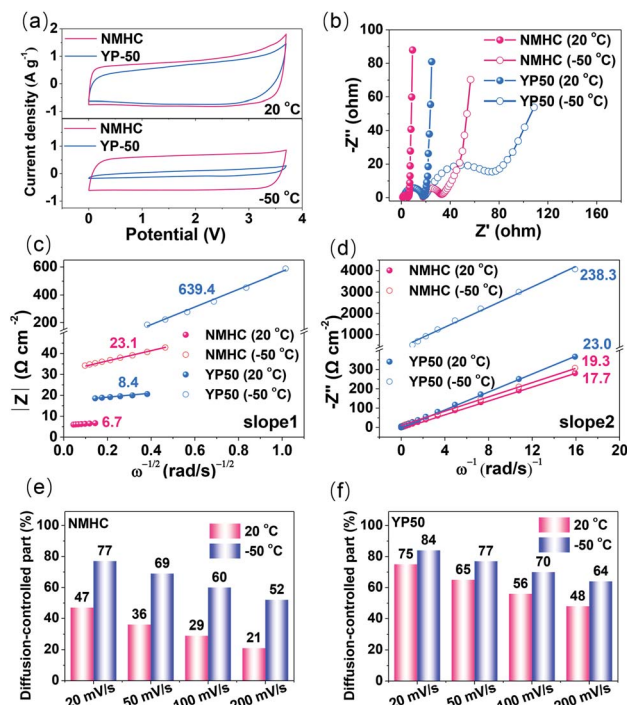 (a)
Current density (A g⁻¹)
2
1
0
-1
NMHC
YP-50
20 °C
1
0
-1
NMHC
YP-50
-50 °C
0 1 2 3 4
Potential (V)
(b)
-Z'' (ohm)
100
80
60
40
20
0
NMHC (20 °C)
NMHC (-50 °C)
YP50 (20 °C)
YP50 (-50 °C)
0 40 80 120 160
Z' (ohm)
(c)
|Z| (Ω cm⁻²)
600
400
200
40
20
0
639.4
23.1
8.4
6.7
NMHC (20 °C)
NMHC (-50 °C)
YP50 (20 °C)
YP50 (-50 °C)
slope1
0.0 0.2 0.4 0.6 0.8 1.0
ω⁻¹/² (rad/s)⁻¹/²
(d)
-Z'' (Ω cm⁻²)
4000
3000
2000
1000
300
200
100
0
NMHC (20 °C)
NMHC (-50 °C)
YP50 (20 °C)
YP50 (-50 °C)
238.3
23.0
19.3
17.7
slope2
0 4 8 12 16 20
ω⁻¹ (rad/s)⁻¹
(e)
Diffusion-controlled part (%)
100
80
60
40
20
0
NMHC
20 °C
-50 °C
47 77
36 69
29 60
21 52
20 mV/s 50 mV/s 100 mV/s 200 mV/s
(f)
Diffusion-controlled part (%)
100
80
60
40
20
0
YP50
20 °C
-50 °C
75 84
65 77
56 70
48 64
20 mV/s 50 mV/s 100 mV/s 200 mV/s